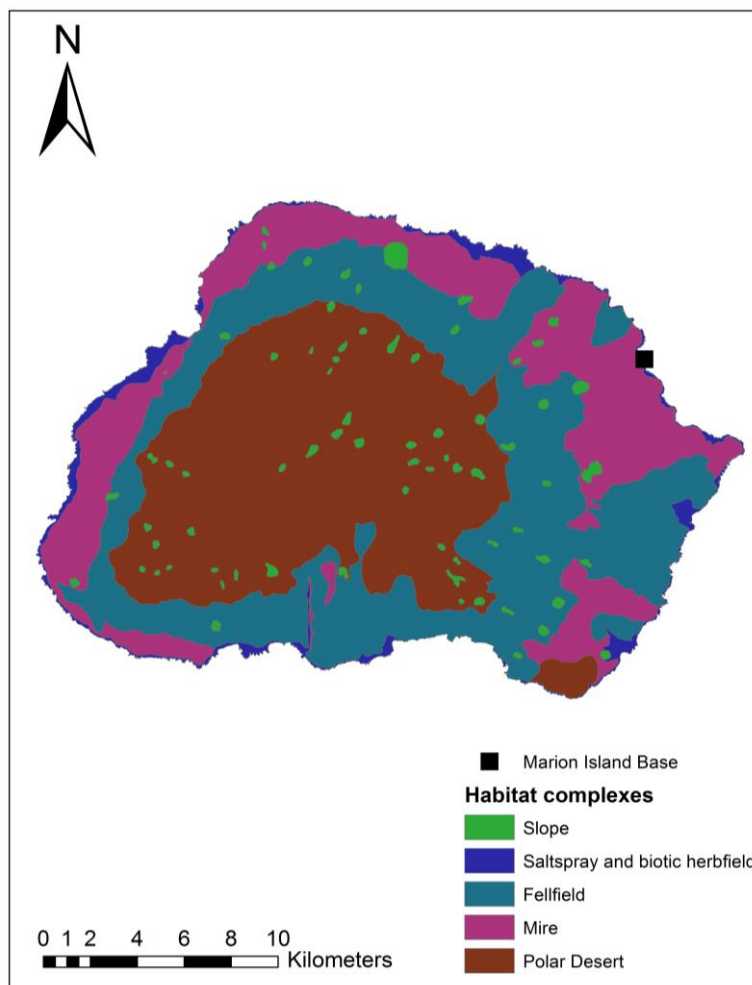 N
Marion Island Base
Habitat complexes
Slope
Saltspray and biotic herbfield
Fellfield
Mire
Polar Desert
0 1 2 4 6 8 10
Kilometers